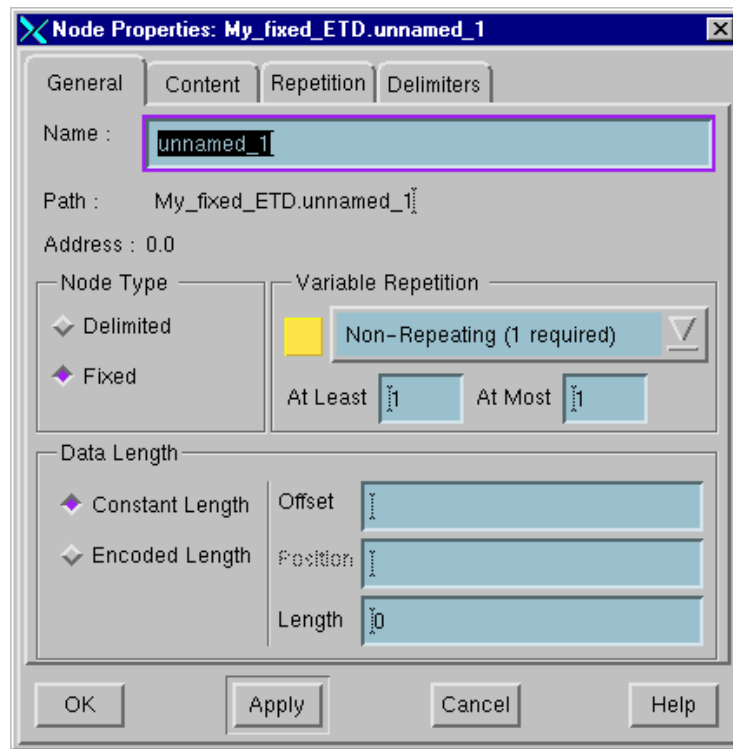 Node Properties: My_fixed_ETD.unnamed_1
General Content Repetition Delimiters
Name : unnamed_1
Path : My_fixed_ETD.unnamed_1
Address : 0.0
Node Type Variable Repetition
Delimited
Non-Repeating (1 required)
Fixed
At Least 1 At Most 1
Data Length
Constant Length Offset
Encoded Length Position
Length 0
OK Apply Cancel Help